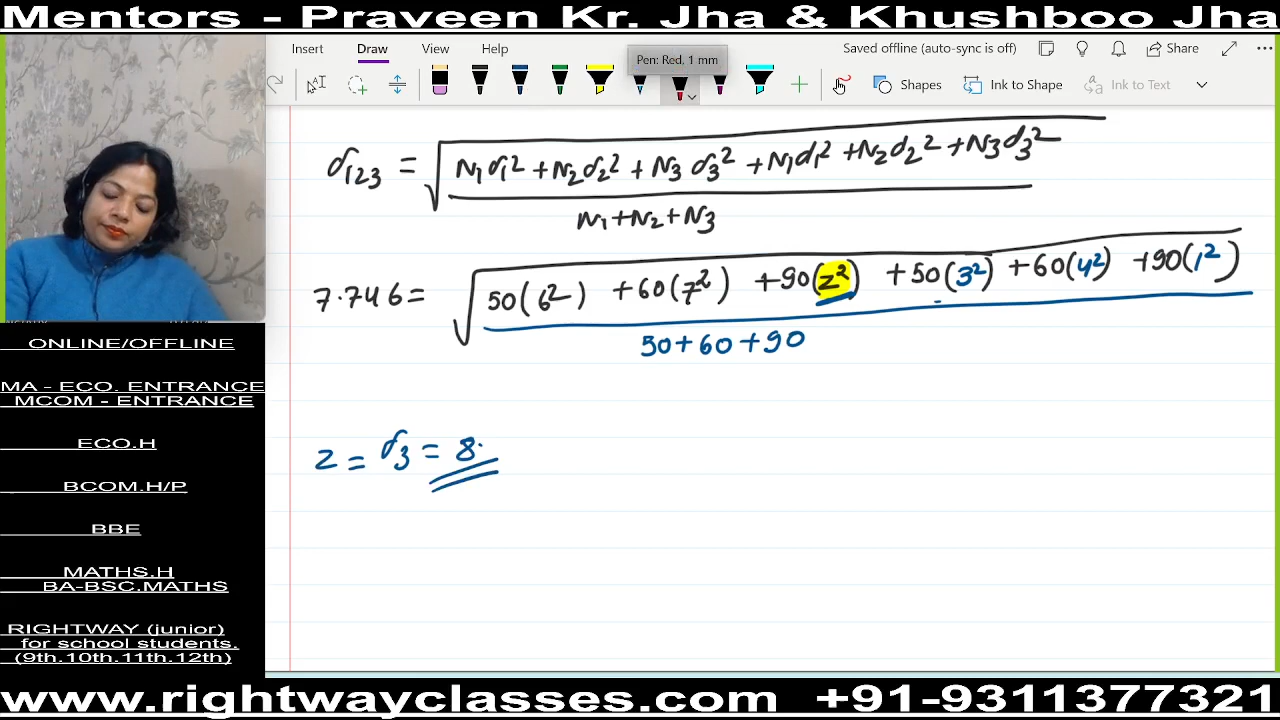 Mentors - Praveen Kr. Jha & Khushboo Jha
Insert Draw View Help Saved offline (auto-sync is off) Share
Pen: Red, 1 mm
Shapes Ink to Shape Ink to Text
σ₁₂₃ = √(N₁σ₁² + N₂σ₂² + N₃σ₃² + N₁d₁² + N₂d₂² + N₃d₃²
N₁ + N₂ + N₃
7.746 = √(50(6²) + 60(7²) + 90(z²) + 50(3²) + 60(4²) + 90(1²)
50 + 60 + 90
z = σ₃ = 8.
ONLINE/OFFLINE
MA - ECO. ENTRANCE
MCOM - ENTRANCE
ECO.H
BCOM.H/P
BBE
MATHS.H
BA-BSC.MATHS
RIGHTWAY (junior)
for school students.
(9th.10th.11th.12th)
www.rightwayclasses.com +91-9311377321